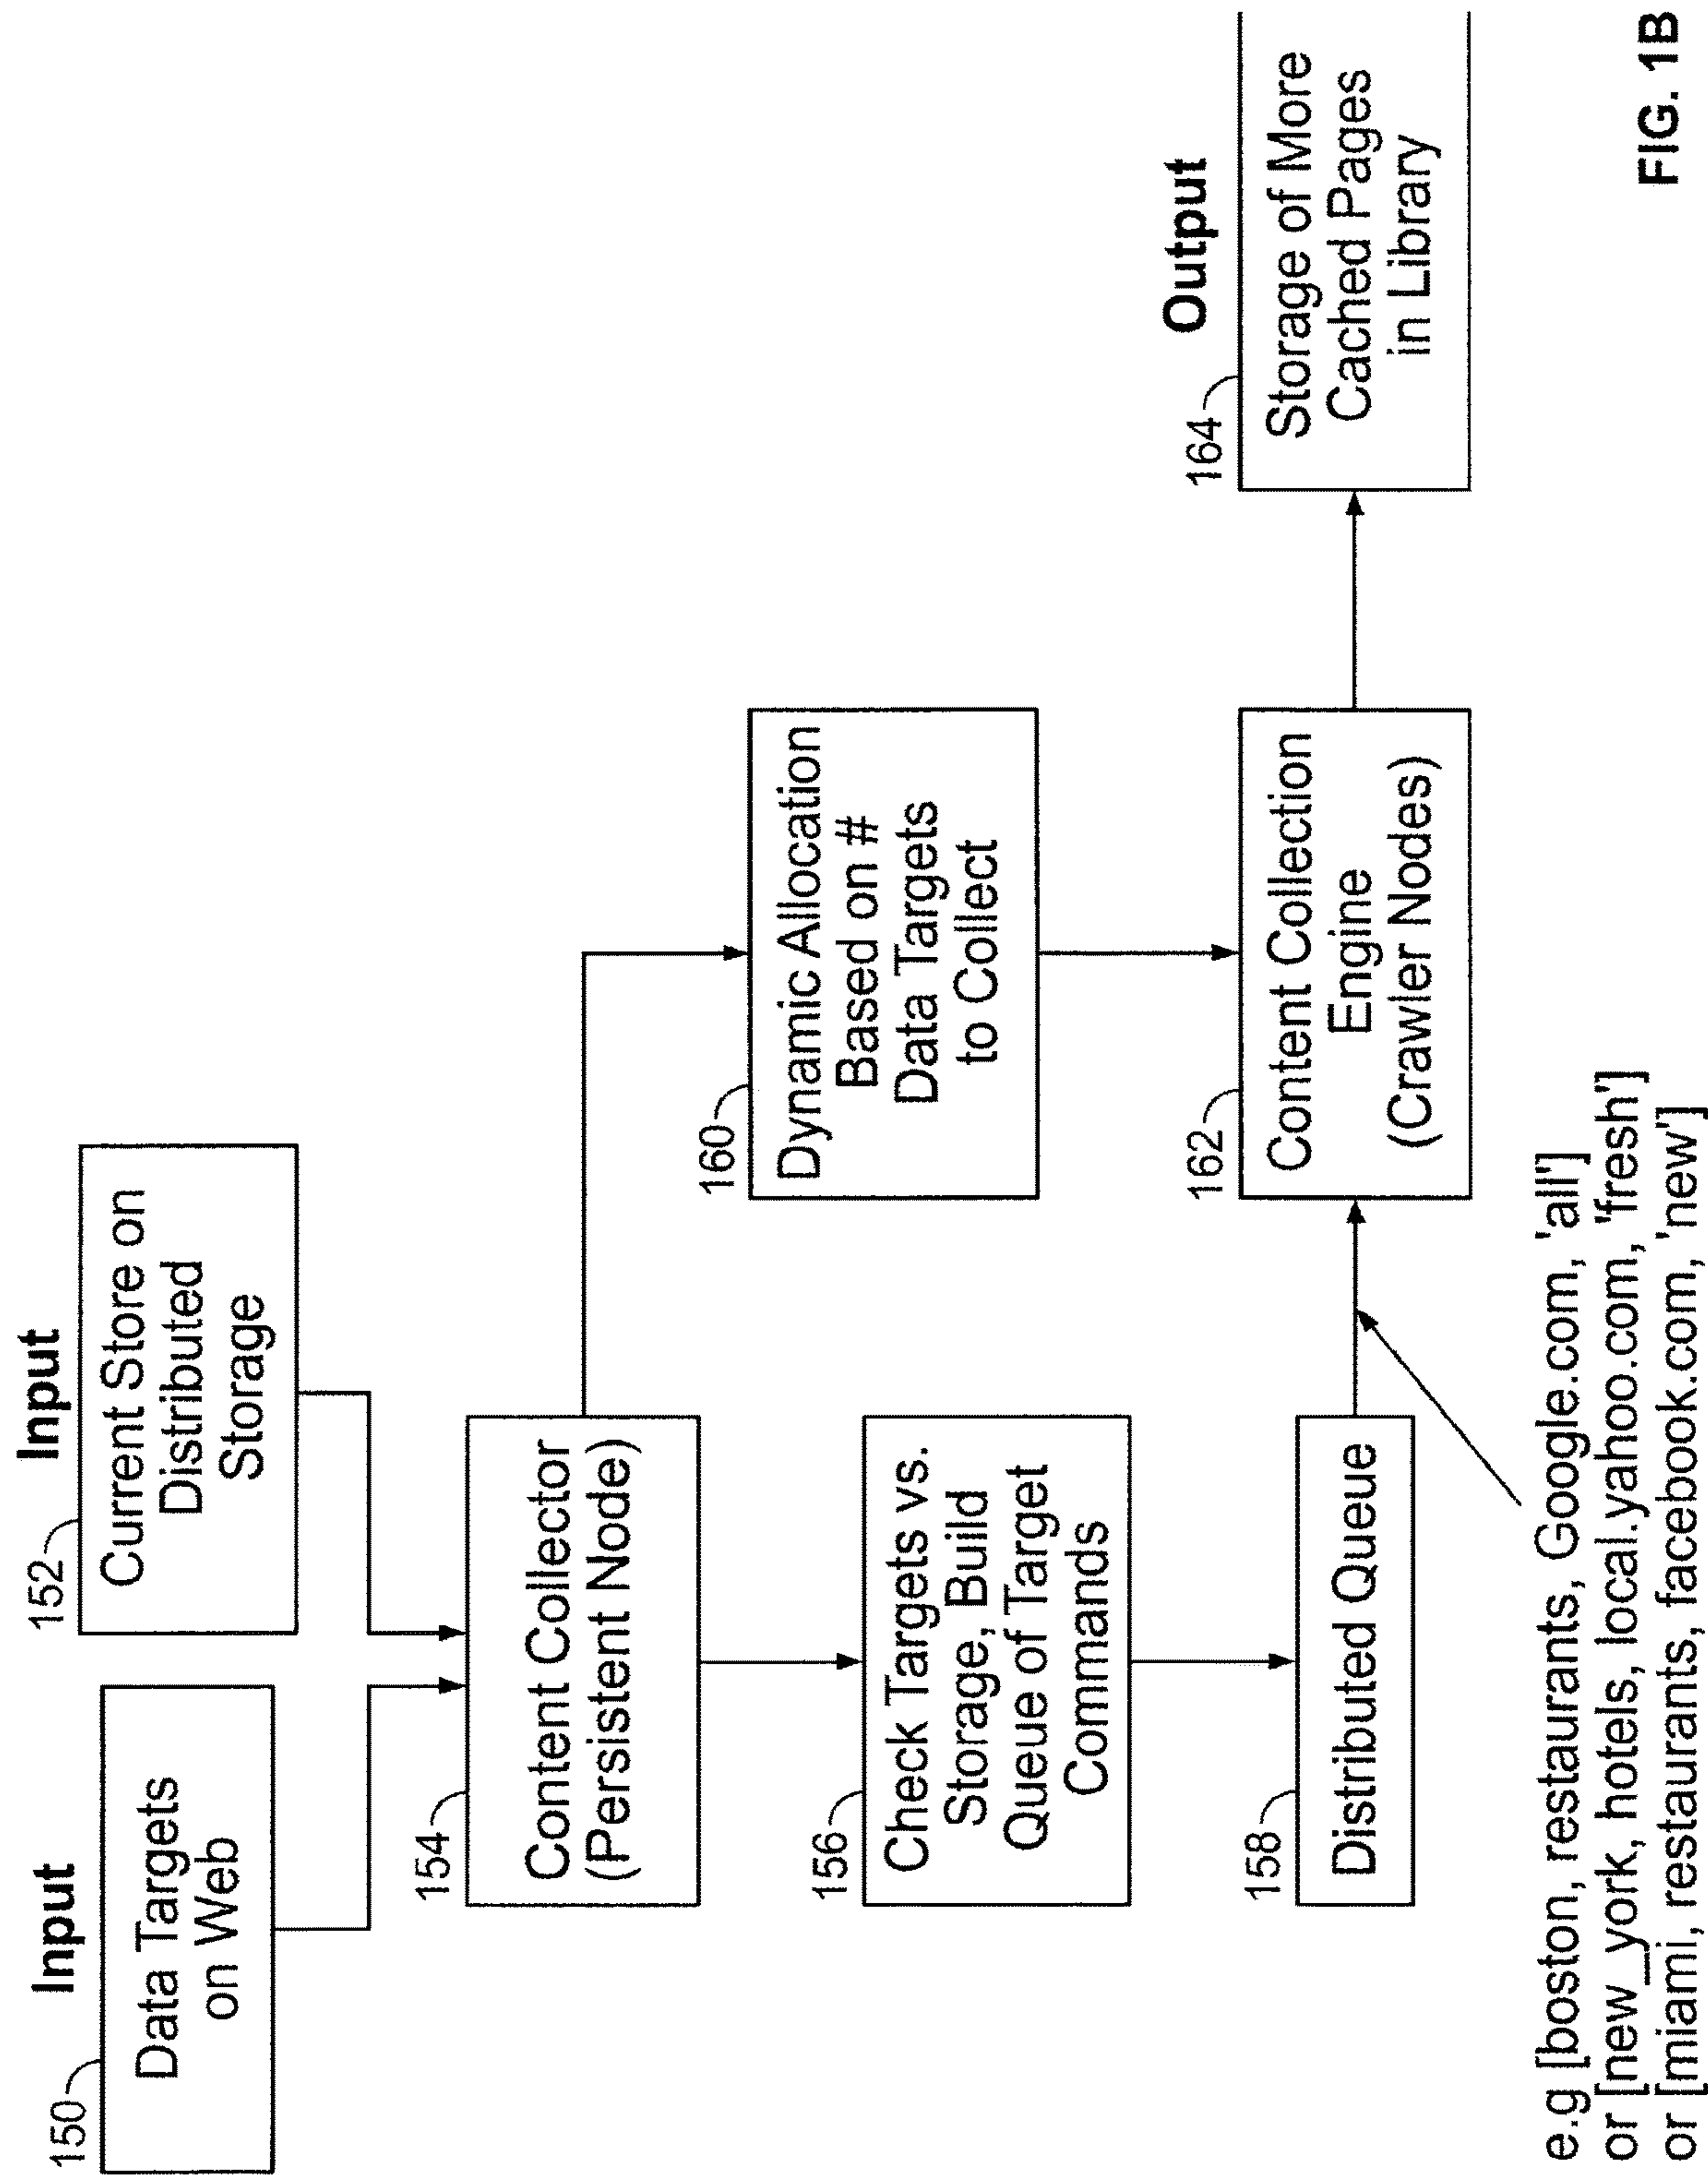 Input
150
Data Targets
on Web
Input
152
Current Store on
Distributed
Storage
154
Content Collector
(Persistent Node)
156
Check Targets vs.
Storage, Build
Queue of Target
Commands
158
Distributed Queue
160
Dynamic Allocation
Based on #
Data Targets
to Collect
162
Content Collection
Engine
(Crawler Nodes)
Output
164
Storage of More
Cached Pages
in Library
e.g [boston, restaurants, Google.com, 'all']
or [new_york, hotels, local.yahoo.com, 'fresh']
or [miami, restaurants, facebook.com, 'new']
FIG. 1B